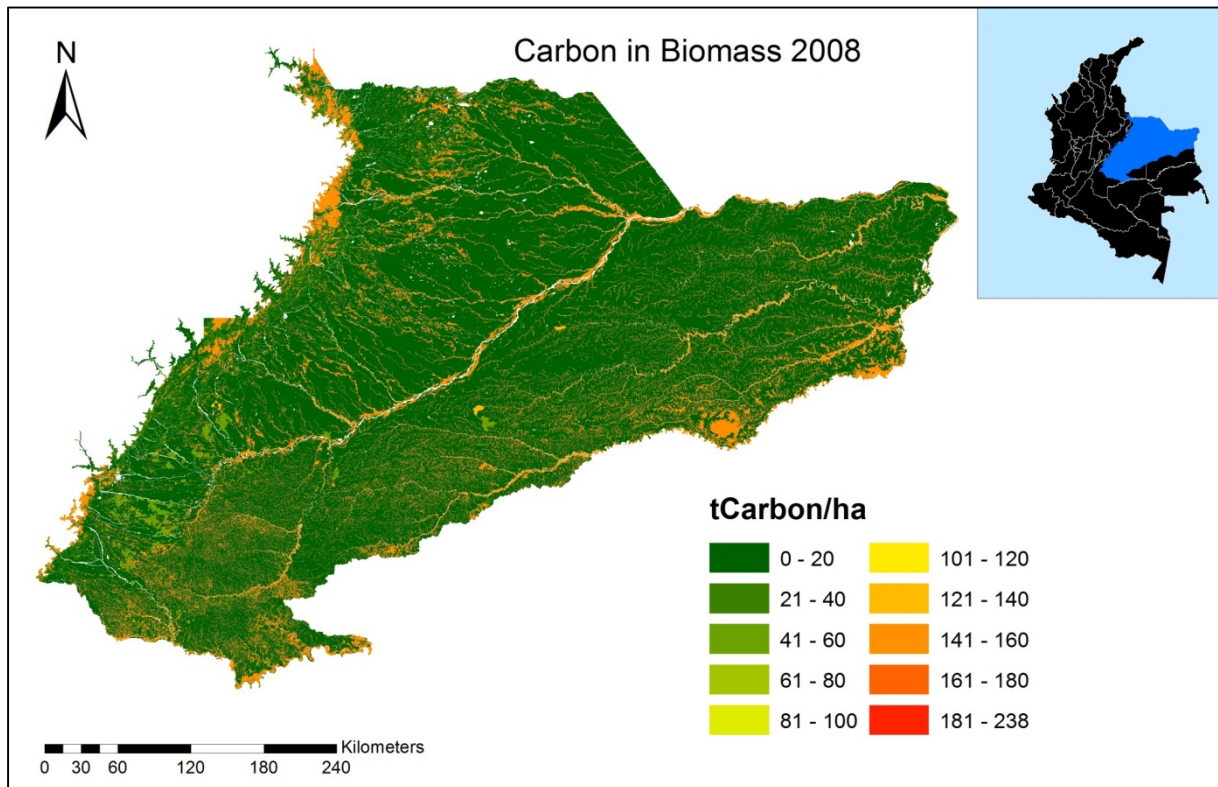 Carbon in Biomass 2008
N
tCarbon/ha
0 - 20
21 - 40
41 - 60
61 - 80
81 - 100
101 - 120
121 - 140
141 - 160
161 - 180
181 - 238
Kilometers
0 30 60 120 180 240